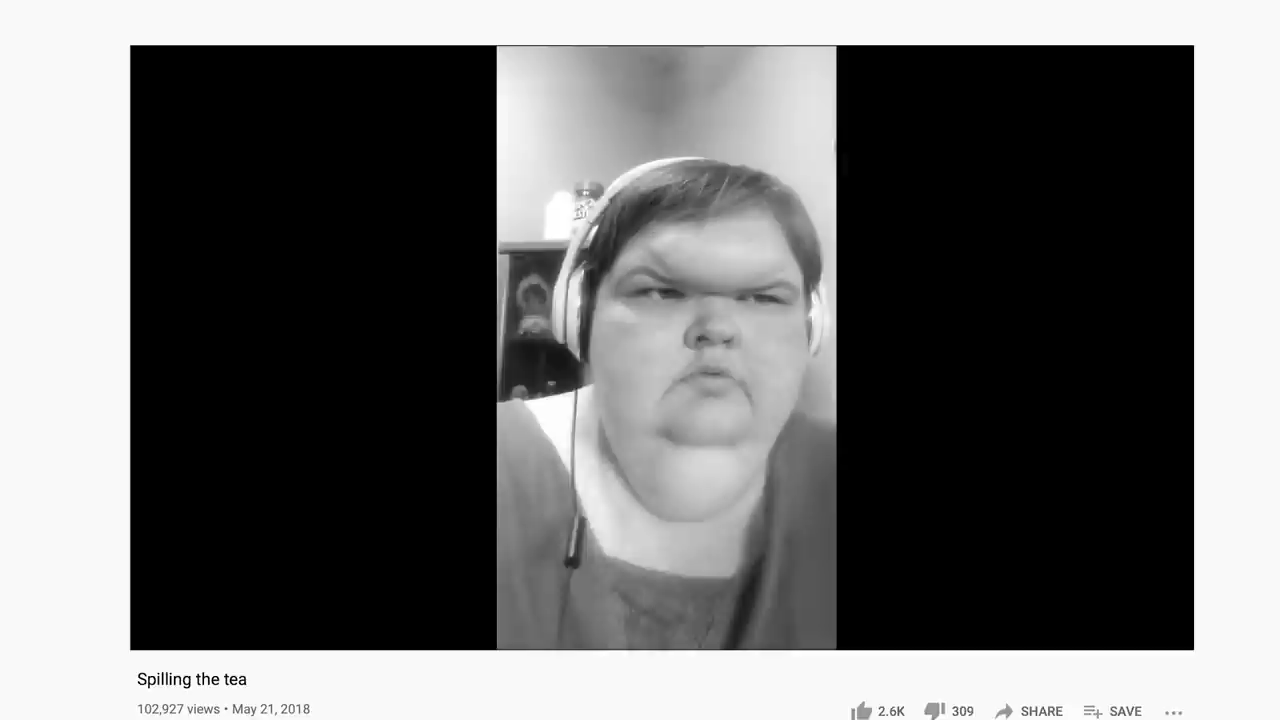 Spilling the tea
102,927 views • May 21, 2018 2.6K 309 SHARE SAVE